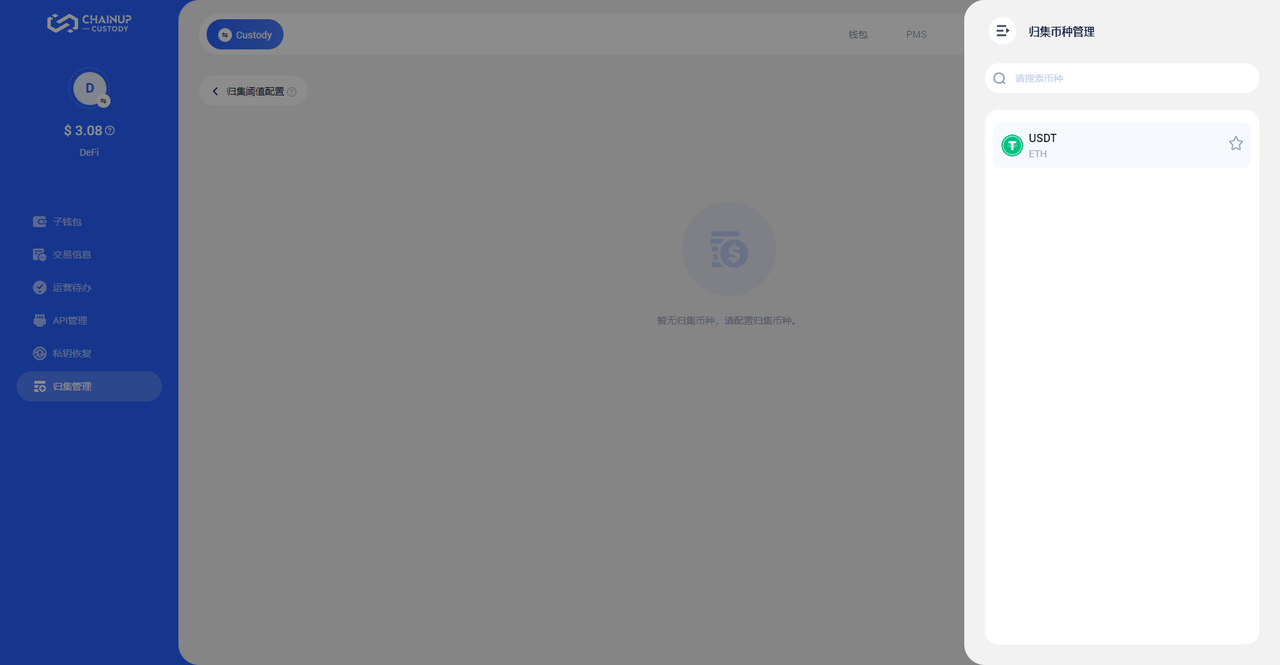 CHAINUP
CUSTODY
D
$ 3.08
DeFi
子钱包
交易信息
运营待办
API管理
私钥恢复
归集管理
Custody
钱包
PMS
归集阈值配置
暂无归集币种，请配置归集币种。
归集币种管理
请搜索币种
USDT
ETH